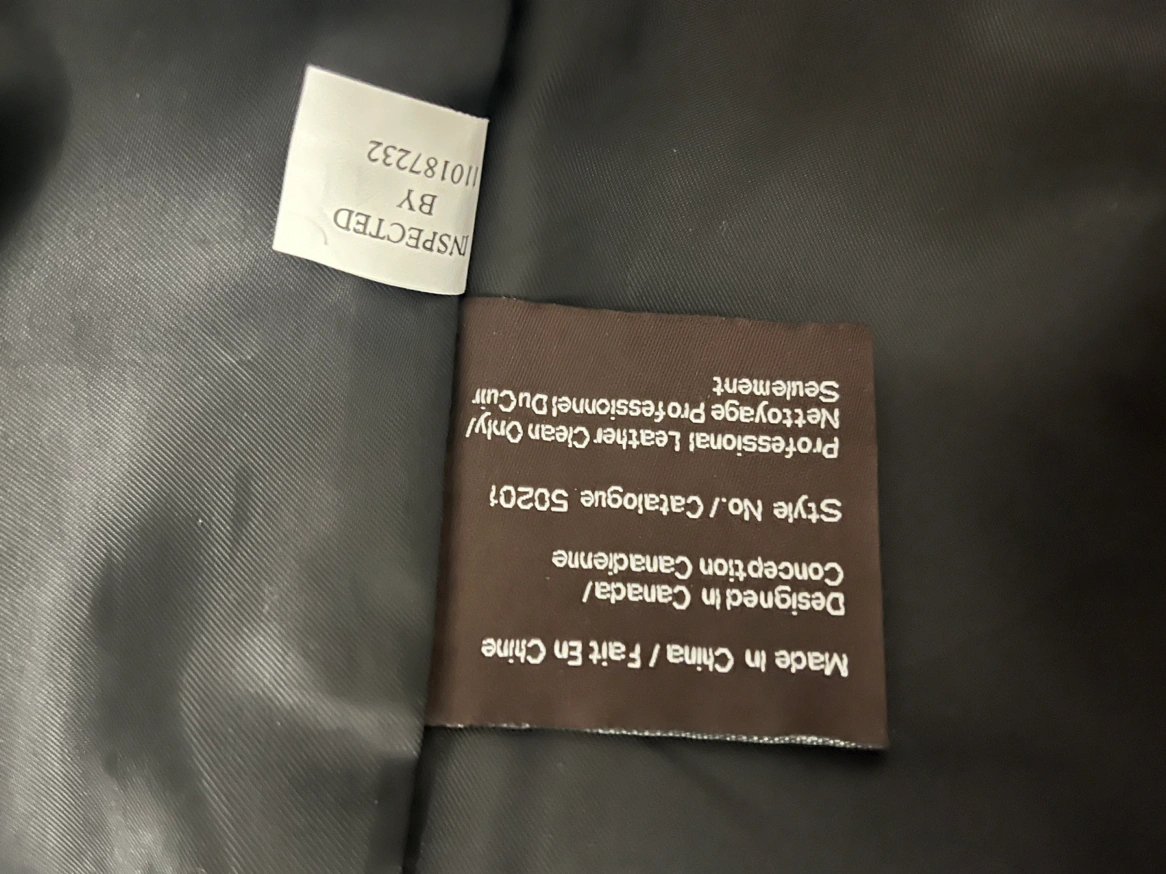 Made In China / Fait En Chine
Designed In Canada/
Conception Canadienne
Style No./ Catalogue 50201
Professional Leather Clean Only/
Nettoyage Professionnel Du Cuir
Seulement
INSPECTED
BY
110187232